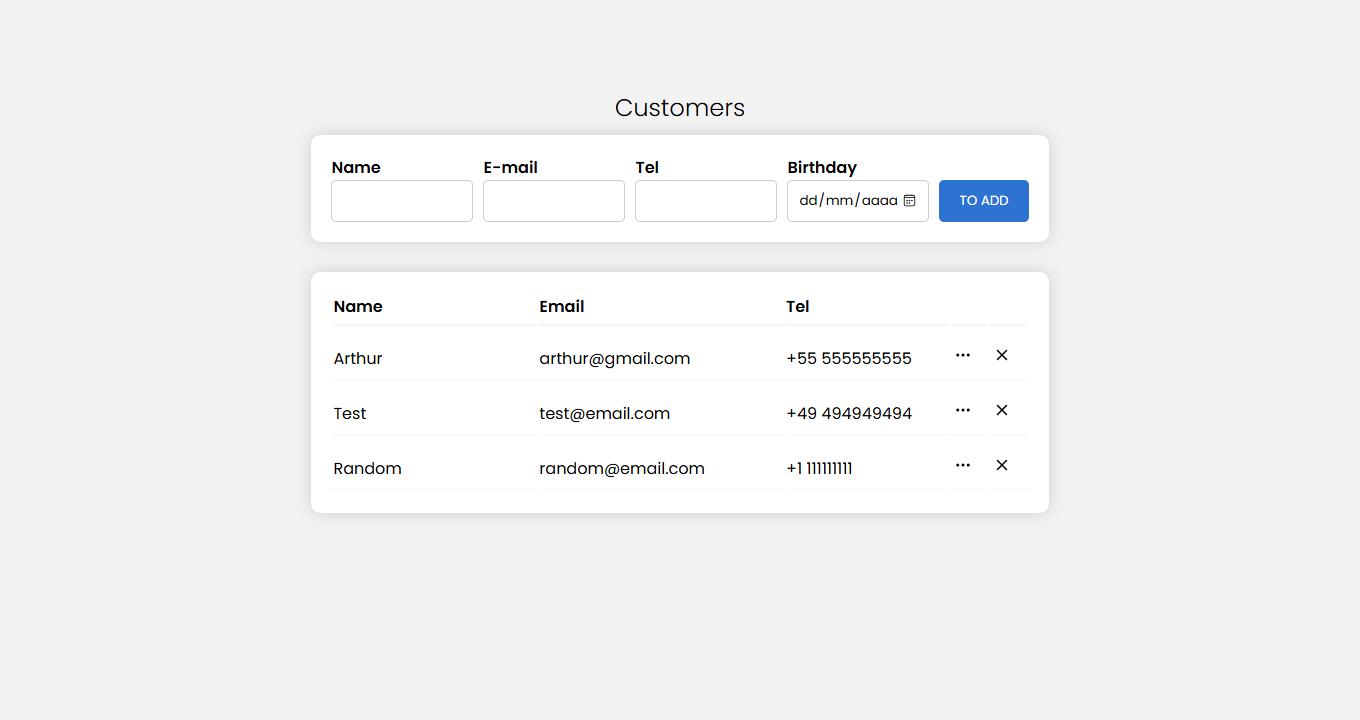 Customers
Name E-mail Tel Birthday
dd/mm/aaaa TO ADD
Name Email Tel
Arthur arthur@gmail.com +55 555555555
Test test@email.com +49 494949494
Random random@email.com +1 111111111